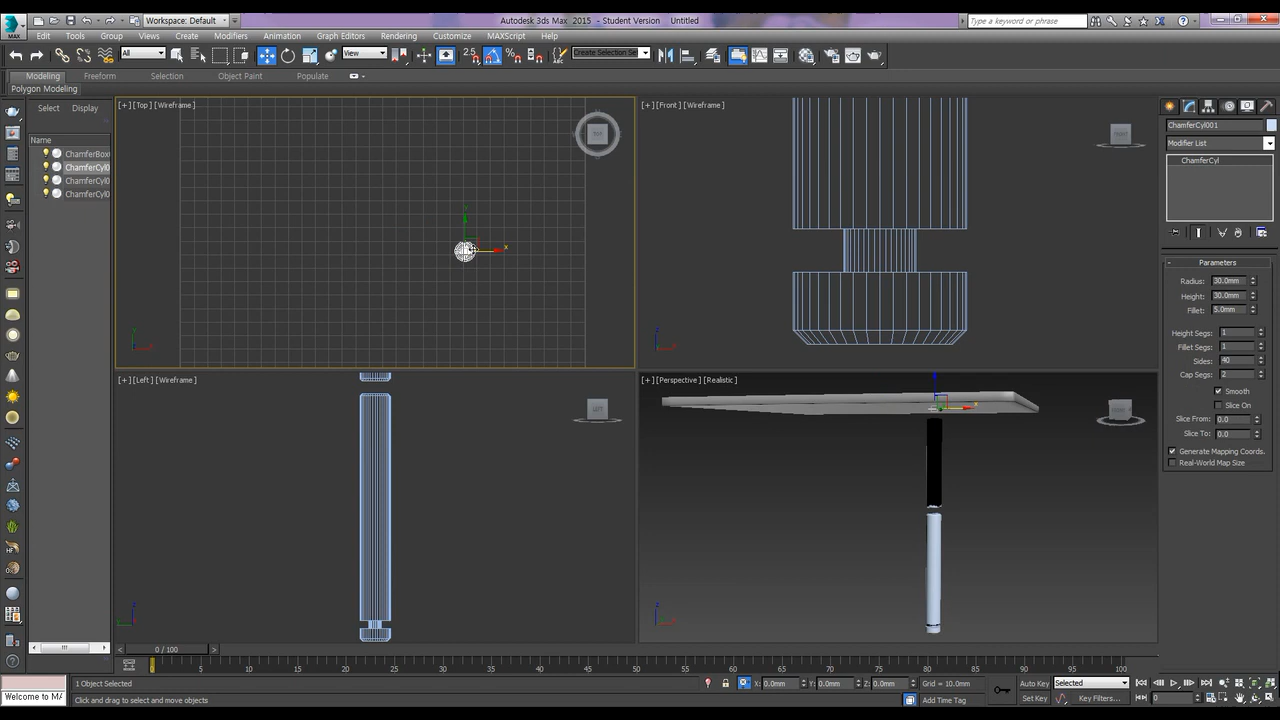 Workspace: Default
Autodesk 3ds Max 2015 - Student Version Untitled
Type a keyword or phrase
MAX
Edit Tools Group Views Create Modifiers Animation Graph Editors Rendering Customize MAXScript Help
All View 2.5 Create Selection Se
Modeling Freeform Selection Object Paint Populate
Polygon Modeling
Select Display
Name
ChamferBox
ChamferCyl0
ChamferCyl0
ChamferCyl0
[+] [Top] [Wireframe]
TOP
[+] [Front] [Wireframe]
FRONT
[+] [Left] [Wireframe]
LEFT
[+] [Perspective] [Realistic]
ChamferCyl001
Modifier List
ChamferCyl
Parameters
Radius: 30.0mm
Height: 30.0mm
Fillet: 5.0mm
Height Segs: 1
Fillet Segs: 1
Sides: 40
Cap Segs: 2
Smooth
Slice On
Slice From: 0.0
Slice To: 0.0
Generate Mapping Coords.
Real-World Map Size
0 / 100
0 5 10 15 20 25 30 35 40 45 50 55 60 65 70 75 80 85 90 95 100
1 Object Selected
X: 0.0mm Y: 0.0mm Z: 0.0mm Grid = 10.0mm
Auto Key Selected
Welcome to MA
Click and drag to select and move objects
Add Time Tag
Set Key Key Filters... 0